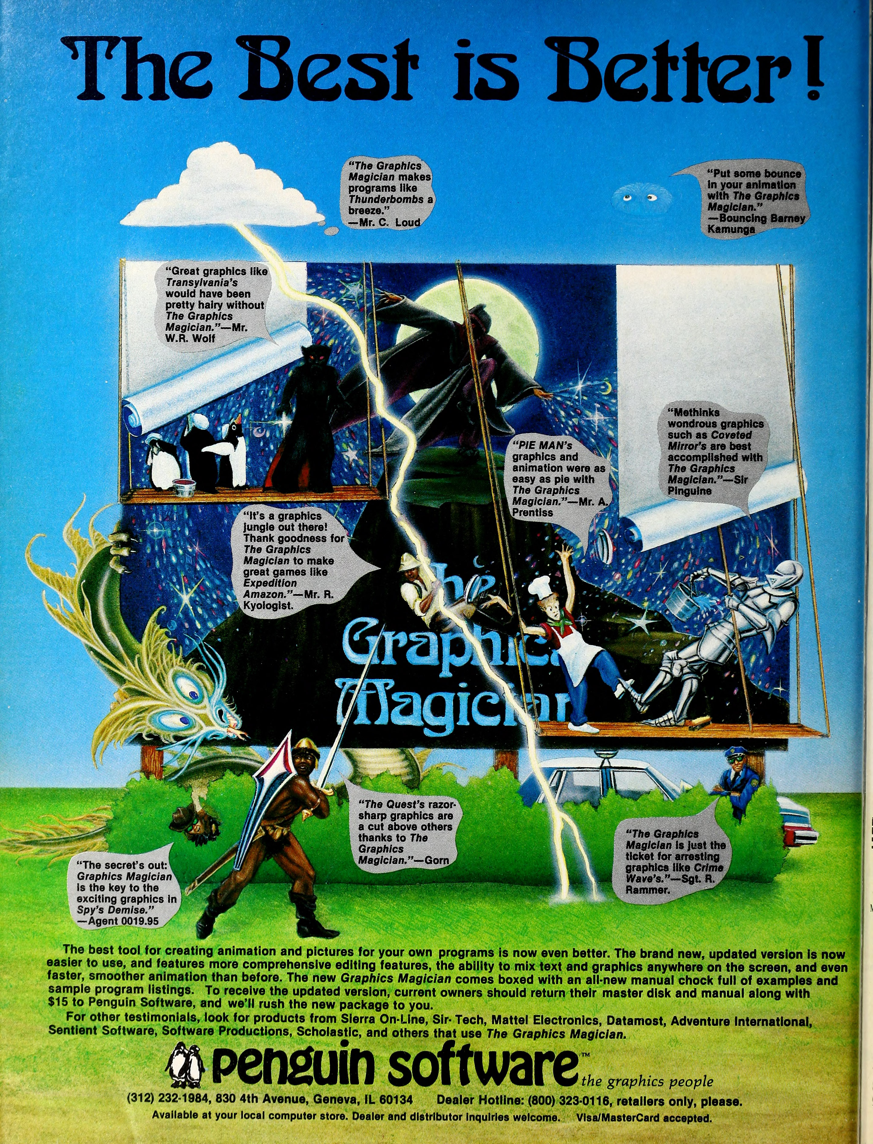 The Best is Better!
"The Graphics
Magician makes
programs like
Thunderbombs a
breeze."
—Mr. C. Loud
"Put some bounce
in your animation
with The Graphics
Magician."
—Bouncing Barney
Kamunga
"Great graphics like
Transylvania's
would have been
pretty hairy without
The Graphics
Magician."—Mr.
W.R. Wolf
"Methinks
wondrous graphics
such as Coveted
Mirror's are best
accomplished with
The Graphics
Magician."—Sir
Pinguine
"PIE MAN's
graphics and
animation were as
easy as pie with
The Graphics
Magician."—Mr. A.
Prentiss
"It's a graphics
jungle out there!
Thank goodness for
The Graphics
Magician to make
great games like
Expedition
Amazon."—Mr. R.
Kyologist.
The
Graphics
Magician
"The Quest's razor-
sharp graphics are
a cut above others
thanks to The
Graphics
Magician."—Gorn
"The Graphics
Magician is just the
ticket for arresting
graphics like Crime
Wave's."—Sgt. R.
Rammer.
"The secret's out:
Graphics Magician
is the key to the
exciting graphics in
Spy's Demise."
—Agent 0019.95
The best tool for creating animation and pictures for your own programs is now even better. The brand new, updated version is now
easier to use, and features more comprehensive editing features, the ability to mix text and graphics anywhere on the screen, and even
faster, smoother animation than before. The new Graphics Magician comes boxed with an all-new manual chock full of examples and
sample program listings. To receive the updated version, current owners should return their master disk and manual along with
$15 to Penguin Software, and we'll rush the new package to you.
For other testimonials, look for products from Sierra On-Line, Sir-Tech, Mattel Electronics, Datamost, Adventure International,
Sentient Software, Software Productions, Scholastic, and others that use The Graphics Magician.
penguin software™
the graphics people
(312) 232-1984, 830 4th Avenue, Geneva, IL 60134 Dealer Hotline: (800) 323-0116, retailers only, please.
Available at your local computer store. Dealer and distributor inquiries welcome. Visa/MasterCard accepted.